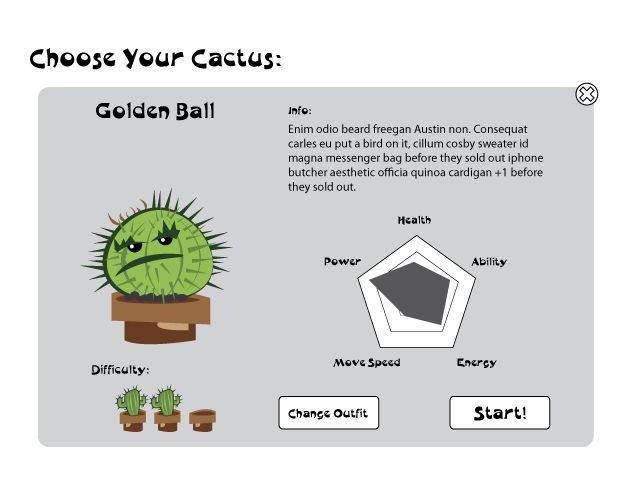 Choose Your Cactus:
Golden Ball
Info:
Enim odio beard freegan Austin non. Consequat
carles eu put a bird on it, cillum cosby sweater id
magna messenger bag before they sold out iphone
butcher aesthetic officia quinoa cardigan +1 before
they sold out.
Health
Power
Ability
Move Speed
Energy
Difficulty:
Change Outfit
Start!